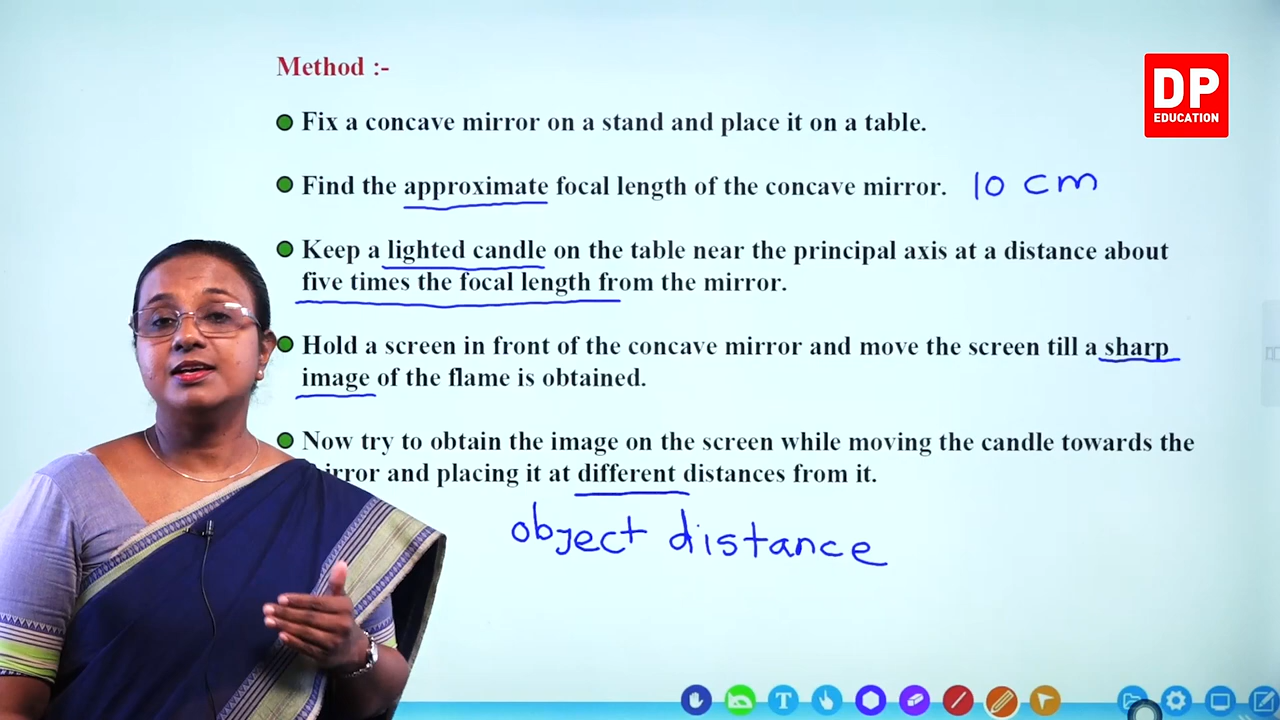 Method :-
DP
EDUCATION
Fix a concave mirror on a stand and place it on a table.
Find the approximate focal length of the concave mirror. 10 cm
Keep a lighted candle on the table near the principal axis at a distance about
five times the focal length from the mirror.
Hold a screen in front of the concave mirror and move the screen till a sharp
image of the flame is obtained.
Now try to obtain the image on the screen while moving the candle towards the
mirror and placing it at different distances from it.
object distance
T